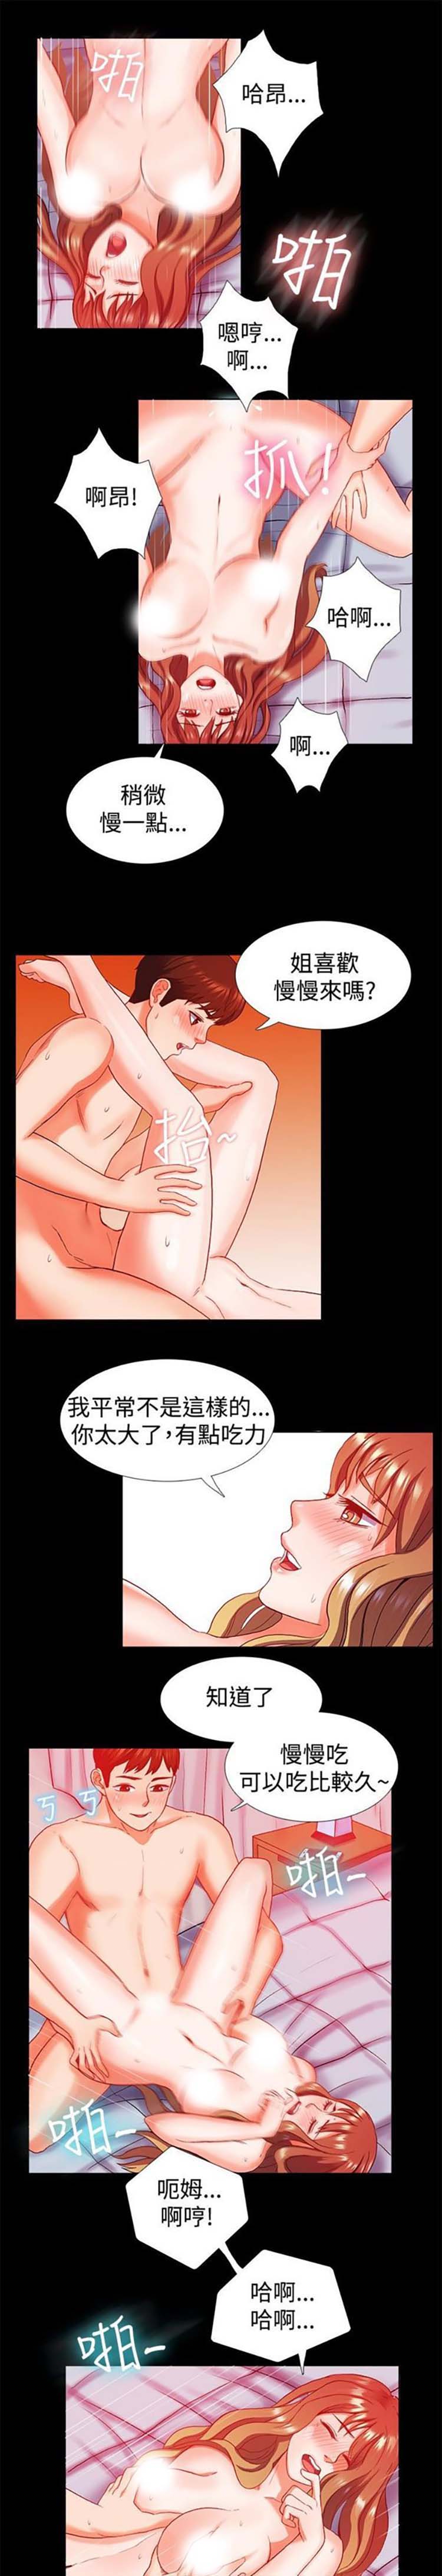 啪
哈昂...
啪
嗯哼...
啊...
抓!
啊昂!
哈啊...
啊...
稍微
慢一點...
姐喜歡
慢慢來嗎?
抬~
我平常不是這樣的...
你太大了,有點吃力
知道了
慢慢吃
可以吃比較久~
ㄎㄎ
啪-
啪-
呃姆...
啊哼!
哈啊...
哈啊...
啪-